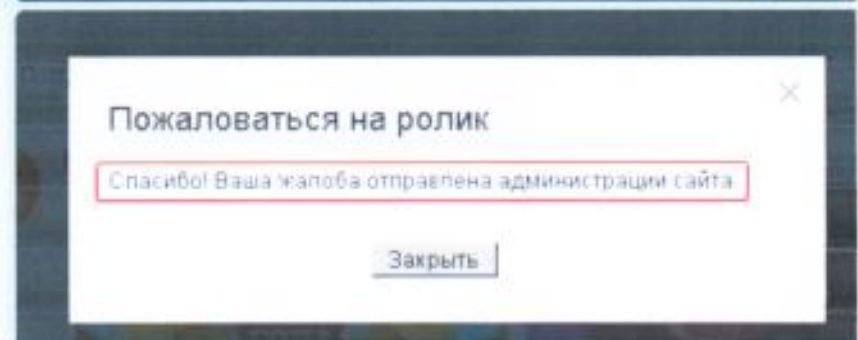 Пожаловаться на ролик
Спасибо! Ваша жалоба отправлена администрации сайта
Закрыть